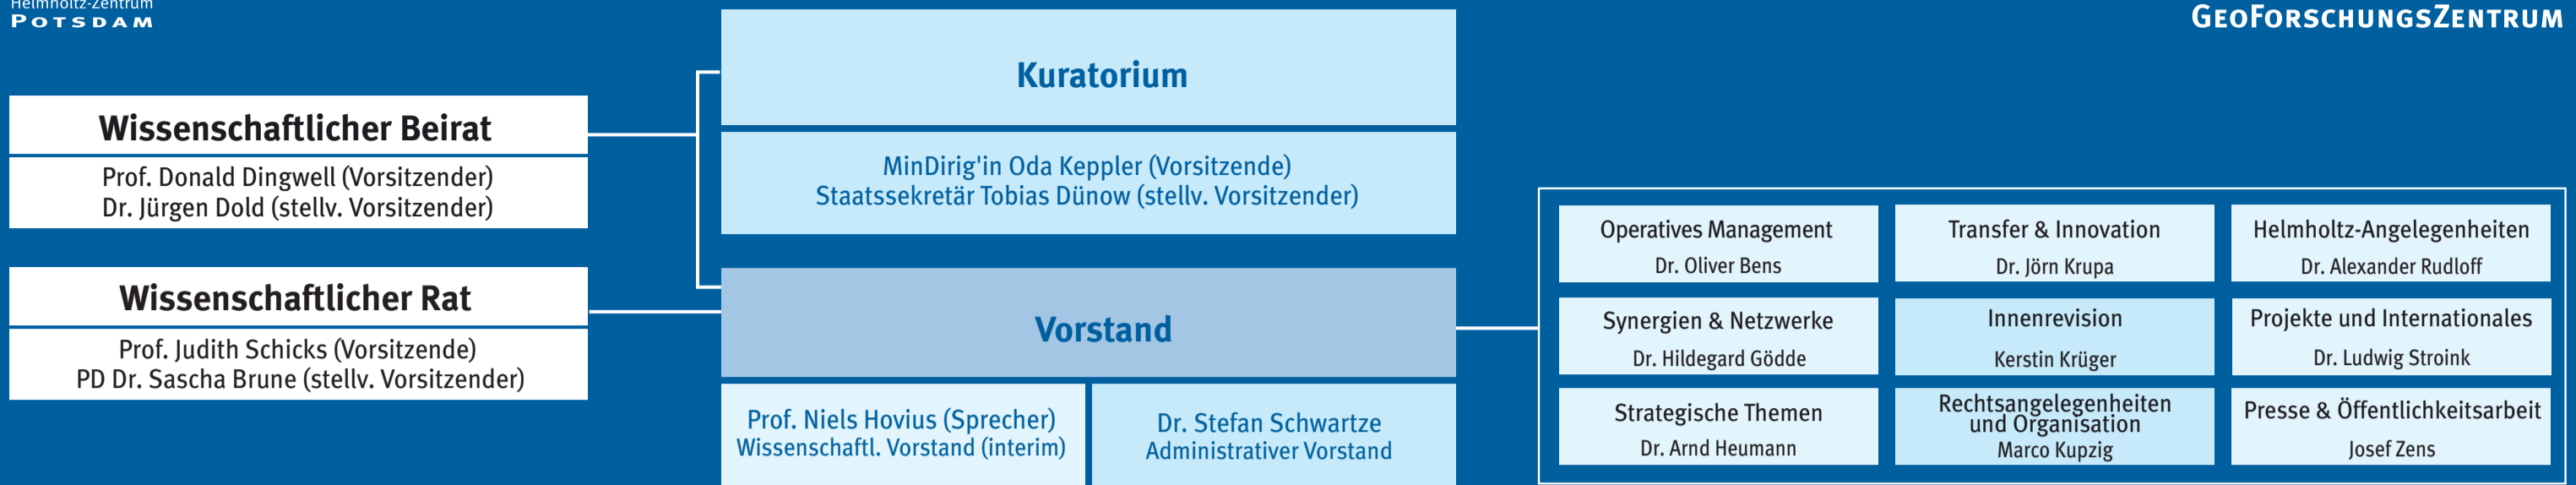 Helmholtz-Zentrum
POTSDAM
GEOFORSCHUNGSZENTRUM
Kuratorium
MinDirig'in Oda Keppler (Vorsitzende)
Staatssekretär Tobias Dünow (stellv. Vorsitzender)
Wissenschaftlicher Beirat
Prof. Donald Dingwell (Vorsitzender)
Dr. Jürgen Dold (stellv. Vorsitzender)
Wissenschaftlicher Rat
Prof. Judith Schicks (Vorsitzende)
PD Dr. Sascha Brune (stellv. Vorsitzender)
Vorstand
Prof. Niels Hovius (Sprecher)
Wissenschaftl. Vorstand (interim)
Dr. Stefan Schwartze
Administrativer Vorstand
Operatives Management
Dr. Oliver Bens
Transfer & Innovation
Dr. Jörn Krupa
Helmholtz-Angelegenheiten
Dr. Alexander Rudloff
Synergien & Netzwerke
Dr. Hildegard Gödde
Innenrevision
Kerstin Krüger
Projekte und Internationales
Dr. Ludwig Stroink
Strategische Themen
Dr. Arnd Heumann
Rechtsangelegenheiten
und Organisation
Marco Kupzig
Presse & Öffentlichkeitsarbeit
Josef Zens